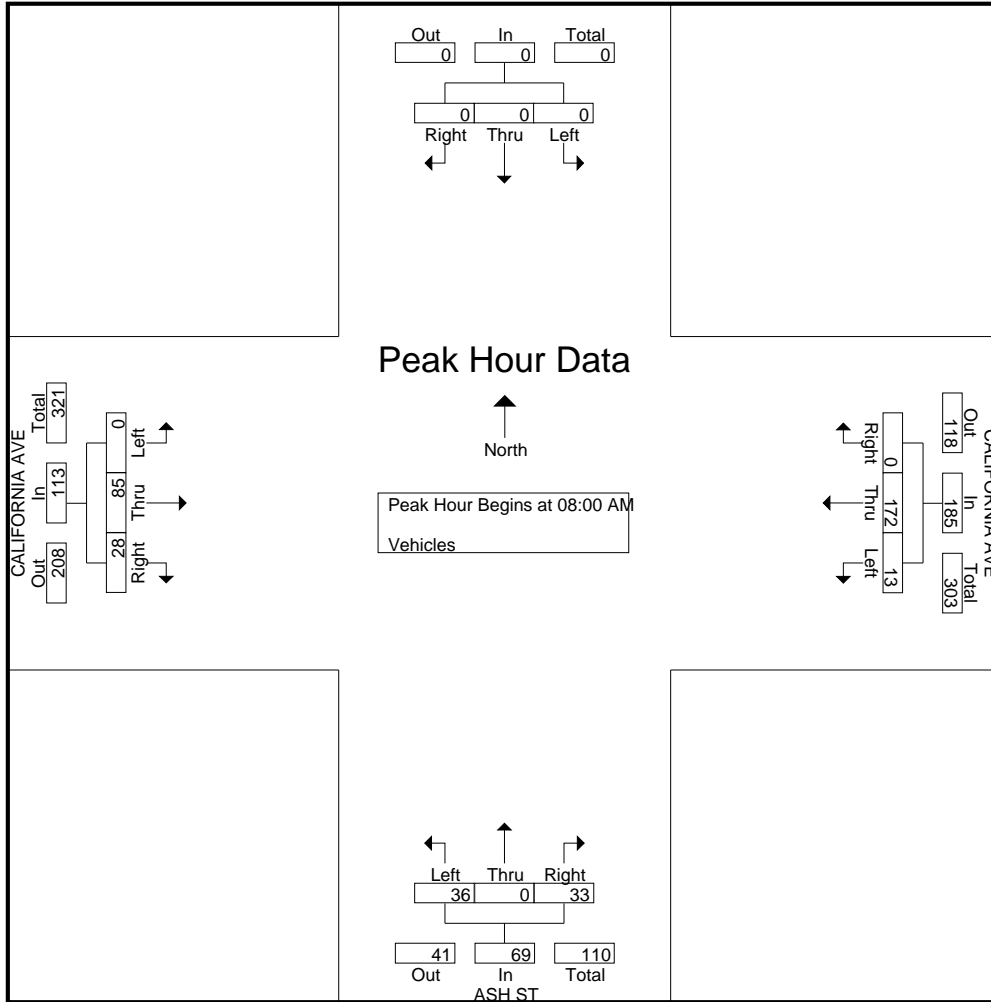 Out In Total
0 0 0
0 0 0
Right Thru Left
Peak Hour Data
North
Peak Hour Begins at 08:00 AM
Vehicles
CALIFORNIA AVE
Out In Total
208 113 321
28 85 0
Right Thru Left
CALIFORNIA AVE
Out In Total
118 185 303
0 172 13
Right Thru Left
Left Thru Right
36 0 33
41 69 110
Out In Total
ASH ST